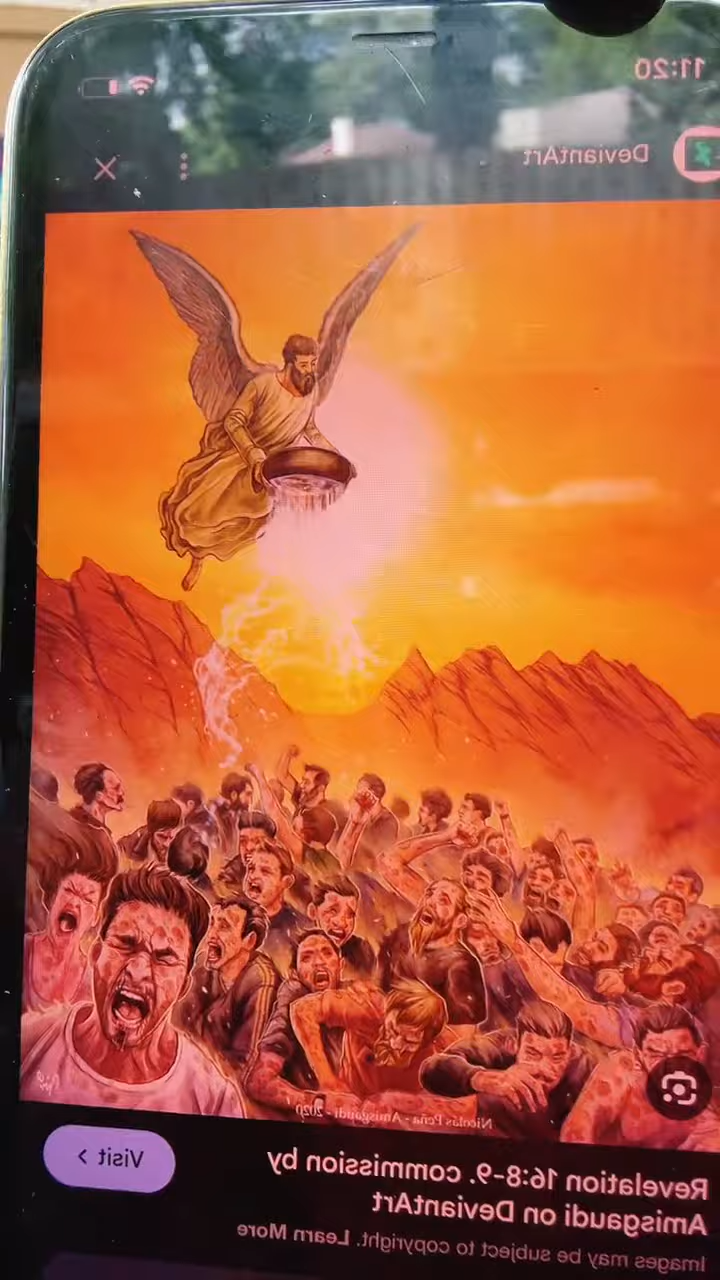 11:20
DeviantArt
Nicolás Peña - Amisgaudi - 2020
Revelation 16:8-9. commission by
Amisgaudi on DeviantArt
Visit >
Images may be subject to copyright. Learn More